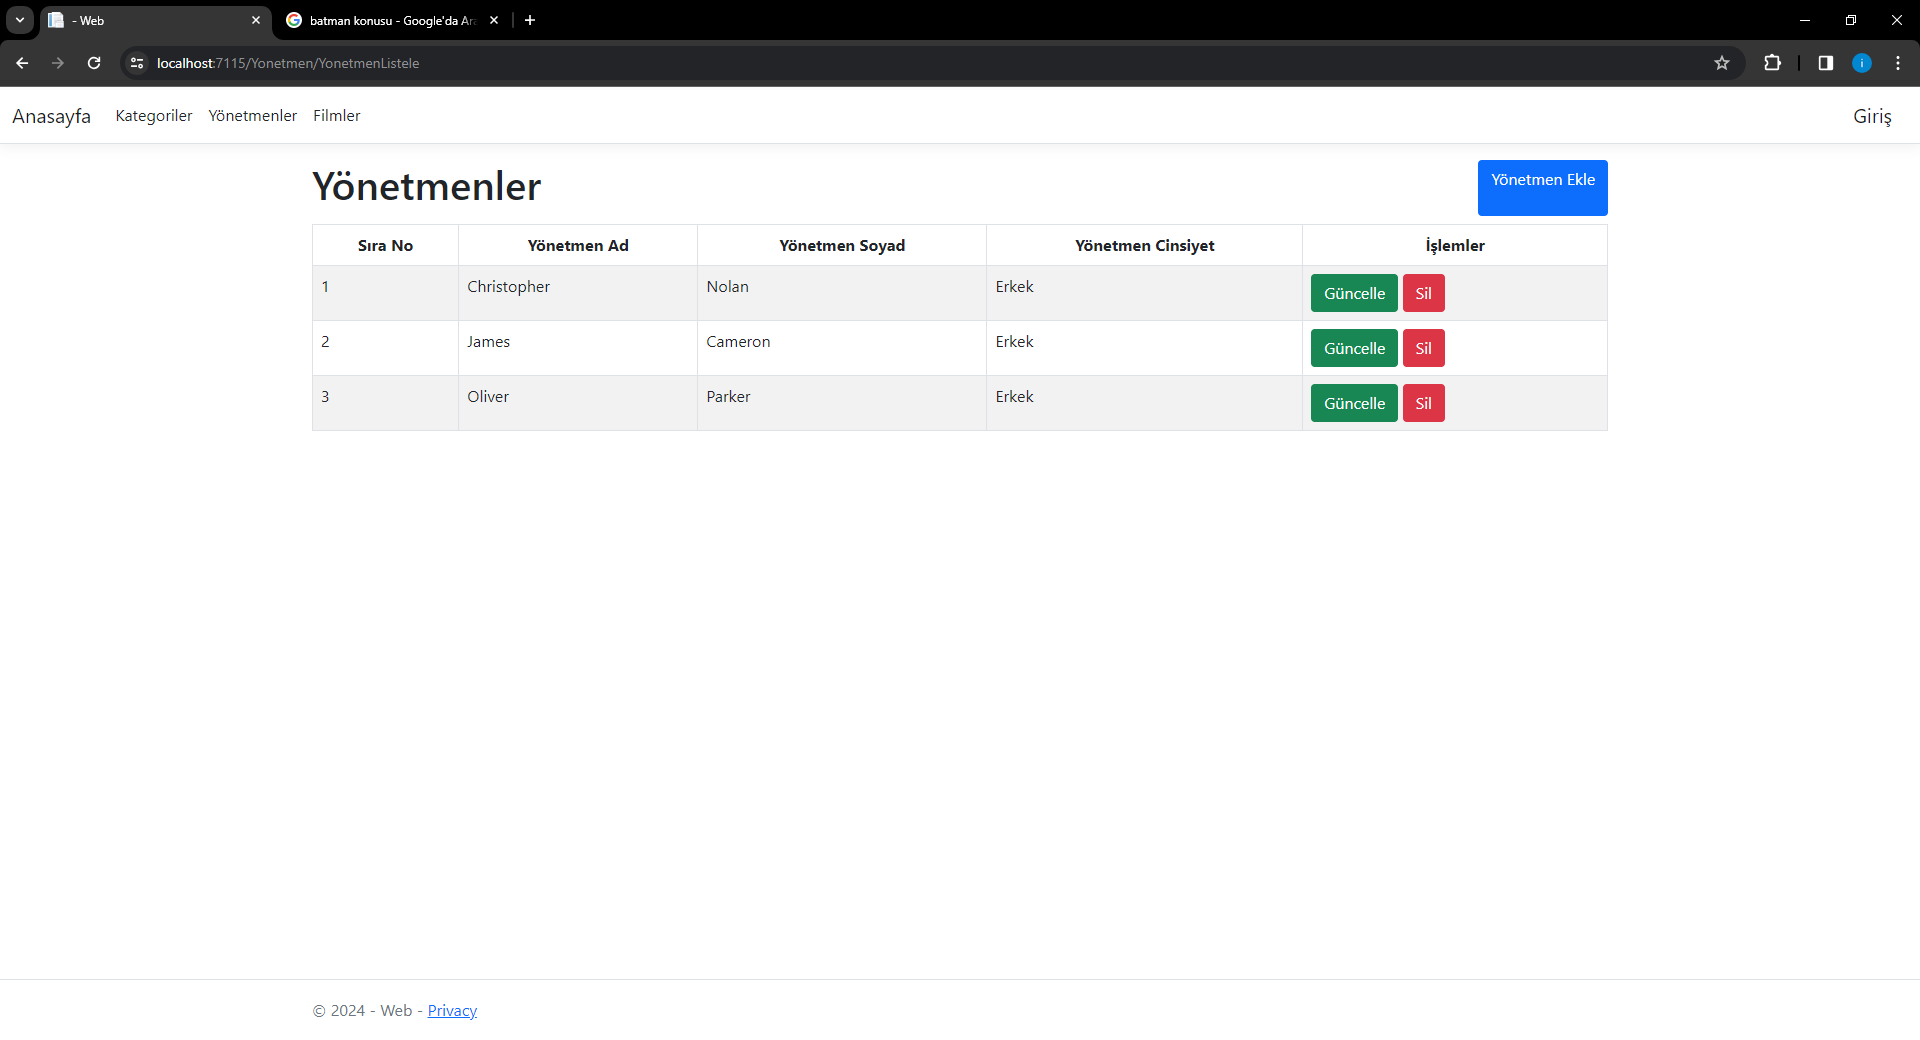 - Web
batman konusu - Google'da Ara
localhost:7115/Yonetmen/YonetmenListele
i
Anasayfa Kategoriler Yönetmenler Filmler Giriş
Yönetmenler
Yönetmen Ekle
Sıra No Yönetmen Ad Yönetmen Soyad Yönetmen Cinsiyet İşlemler
1 Christopher Nolan Erkek Güncelle Sil
2 James Cameron Erkek Güncelle Sil
3 Oliver Parker Erkek Güncelle Sil
© 2024 - Web - Privacy